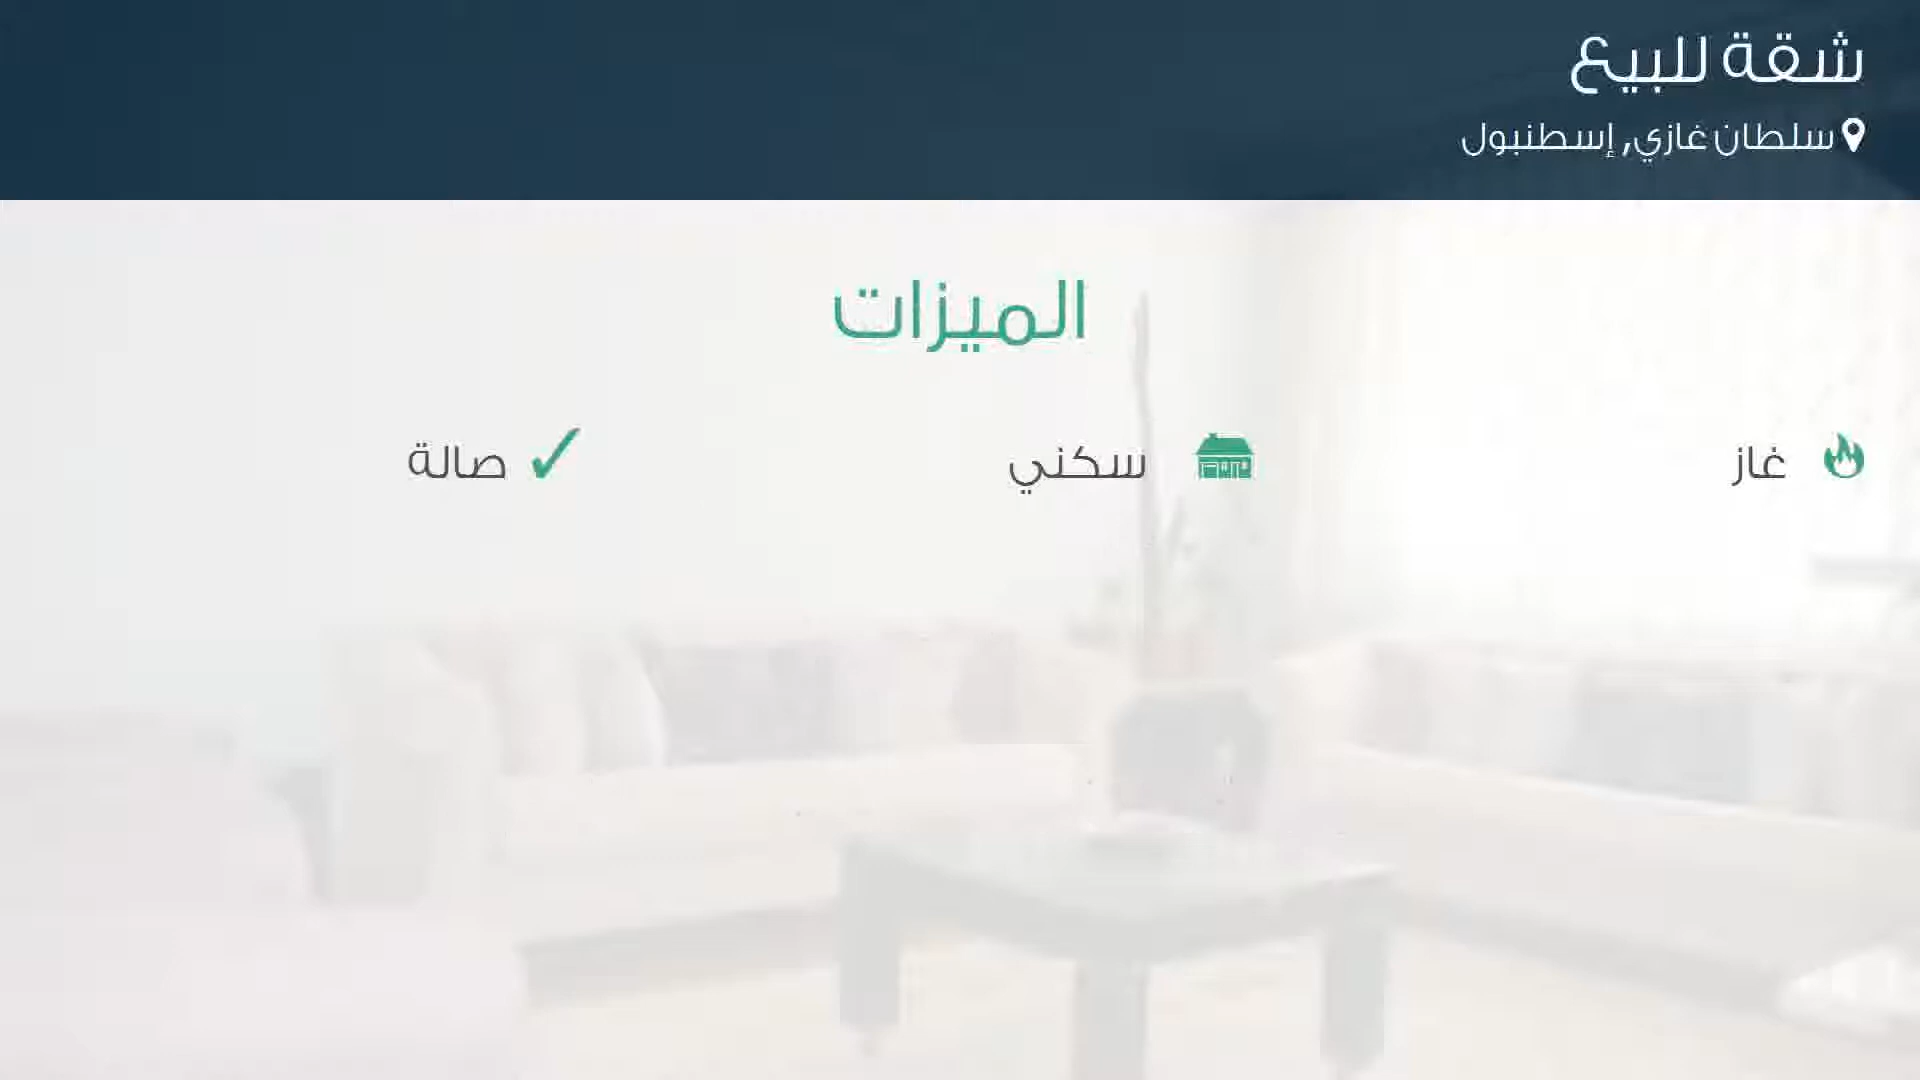 شقة للبيع
سلطان غازي, إسطنبول
الميزات
غاز
سكني
صالة